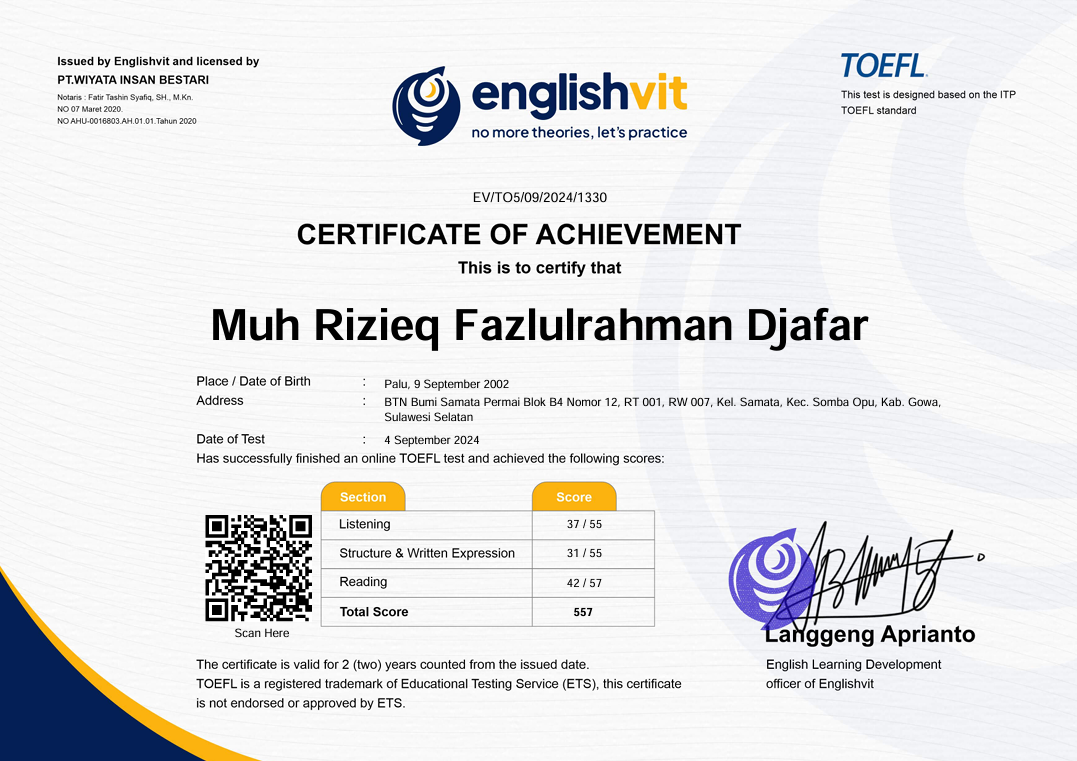 Issued by Englishvit and licensed by
PT.WIYATA INSAN BESTARI
Notaris : Fatir Tashin Syafiq, SH., M.Kn.
NO 07 Maret 2020.
NO AHU-0016803.AH.01.01.Tahun 2020
englishvit
no more theories, let's practice
TOEFL
This test is designed based on the ITP
TOEFL standard
EV/TO5/09/2024/1330
CERTIFICATE OF ACHIEVEMENT
This is to certify that
Muh Rizieq Fazlulrahman Djafar
Place / Date of Birth : Palu, 9 September 2002
Address : BTN Bumi Samata Permai Blok B4 Nomor 12, RT 001, RW 007, Kel. Samata, Kec. Somba Opu, Kab. Gowa,
Sulawesi Selatan
Date of Test : 4 September 2024
Has successfully finished an online TOEFL test and achieved the following scores:
Section Score
Listening 37 / 55
Structure & Written Expression 31 / 55
Reading 42 / 57
Total Score 557
Scan Here
Langgeng Aprianto
English Learning Development
officer of Englishvit
The certificate is valid for 2 (two) years counted from the issued date.
TOEFL is a registered trademark of Educational Testing Service (ETS), this certificate
is not endorsed or approved by ETS.